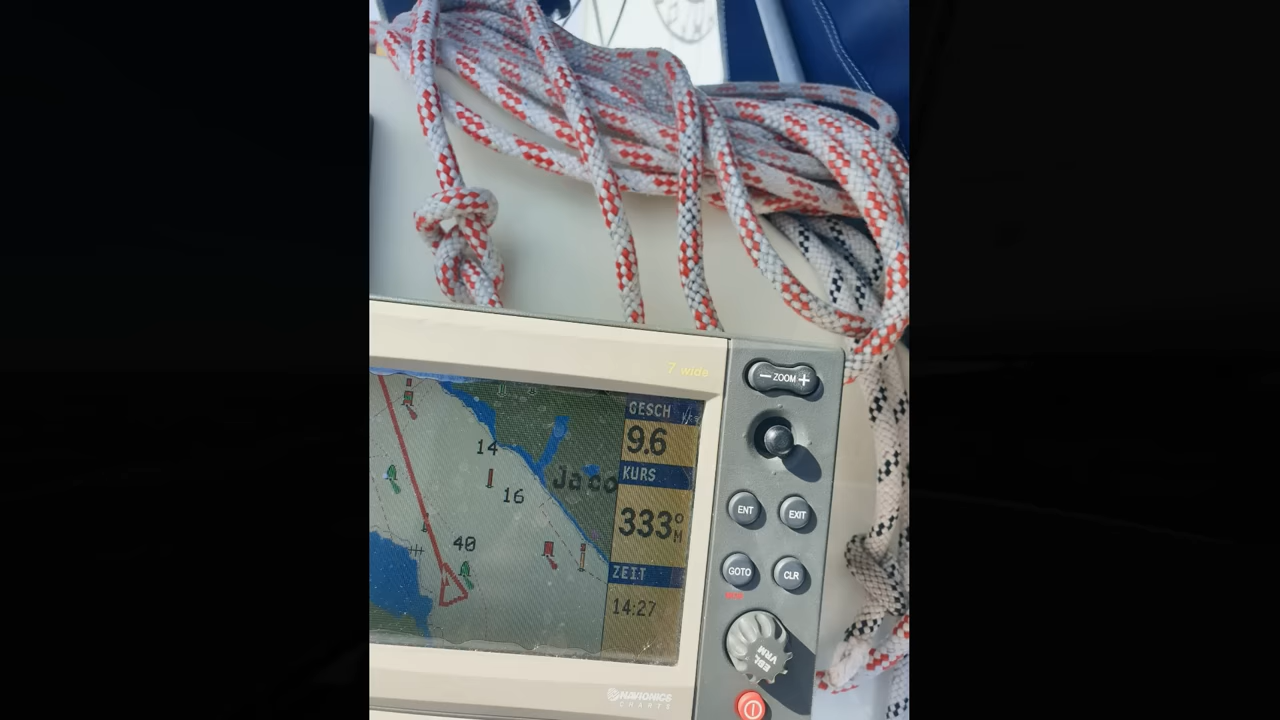 7 wide
ZOOM
GESCH
9.6
14
KURS
Jaco
16
333°M
ENT
EXIT
40
ZEIT
GOTO
CLR
14:27
EBL
VRM
NAVIONICS
CHARTS